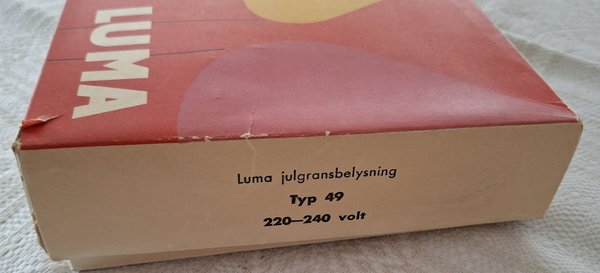 LUMA
Luma julgransbelysning
Typ 49
220—240 volt